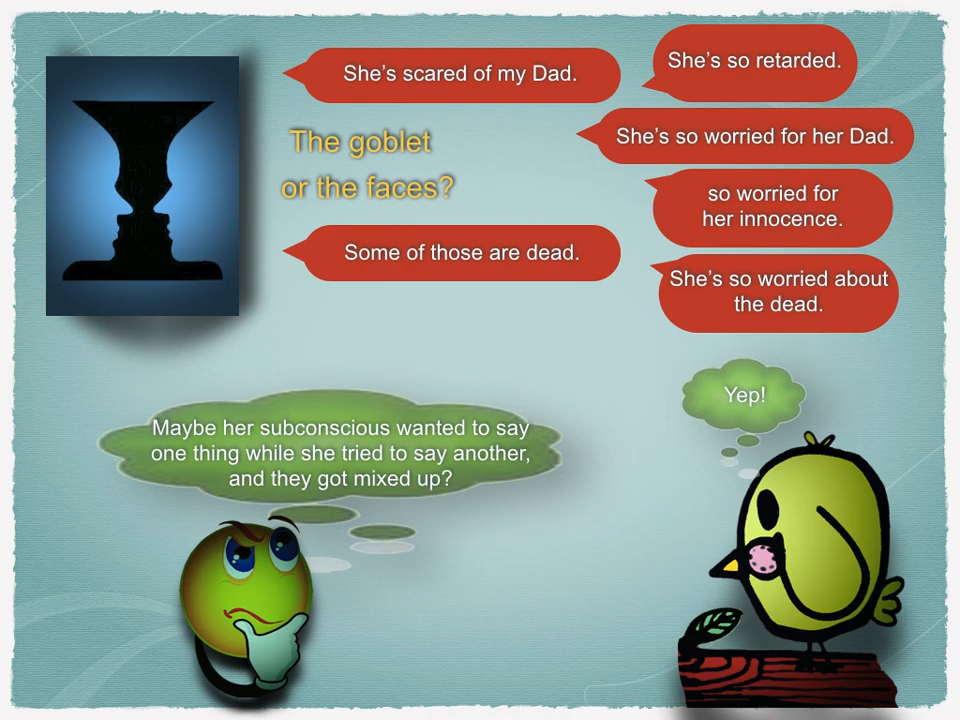 She's scared of my Dad.
She's so retarded.
The goblet
or the faces?
She's so worried for her Dad.
so worried for
her innocence.
Some of those are dead.
She's so worried about
the dead.
Maybe her subconscious wanted to say
one thing while she tried to say another,
and they got mixed up?
Yep!